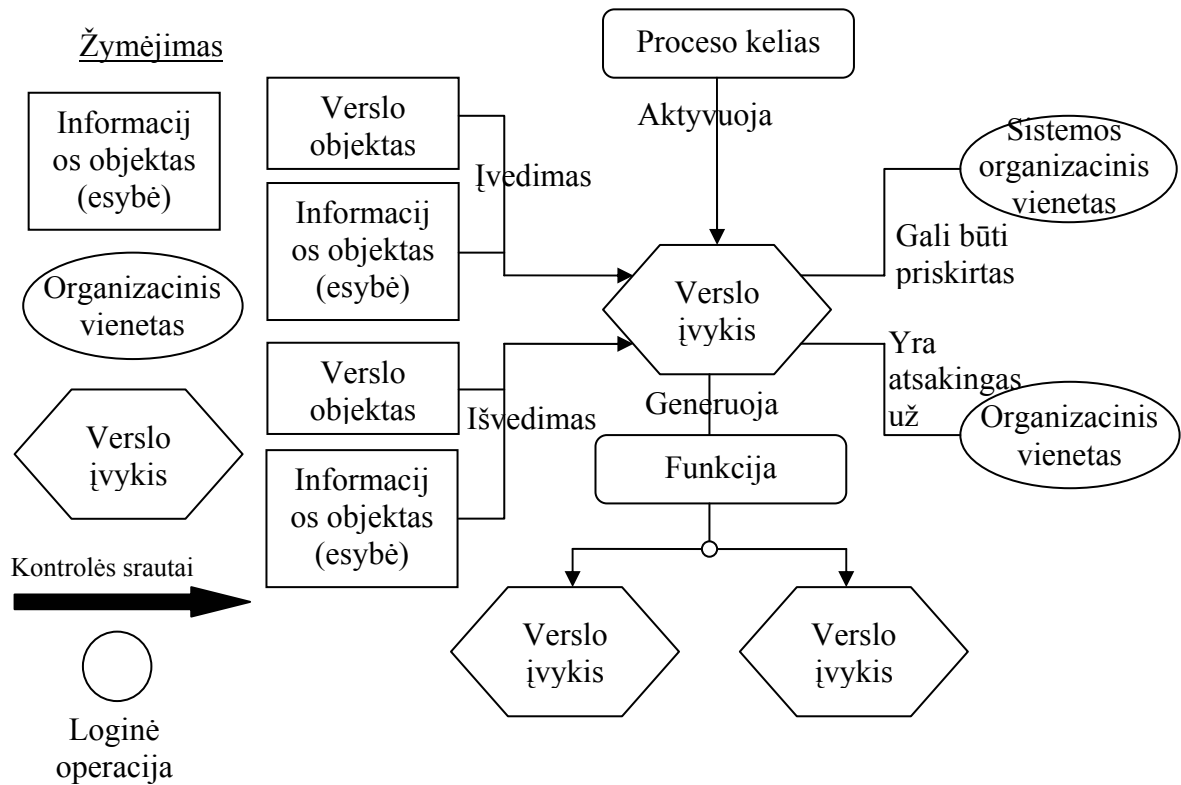 Žymėjimas
Informacij
os objektas
(esybė)
Organizacinis
vienetas
Verslo
įvykis
Kontrolės srautai
Loginė
operacija
Verslo
objektas
Informacij
os objektas
(esybė)
Įvedimas
Verslo
objektas
Informacij
os objektas
(esybė)
Išvedimas
Proceso kelias
Aktyvuoja
Verslo
įvykis
Generuoja
Funkcija
Verslo
įvykis
Verslo
įvykis
Sistemos
organizacinis
vienetas
Gali būti
priskirtas
Yra
atsakingas
už
Organizacinis
vienetas